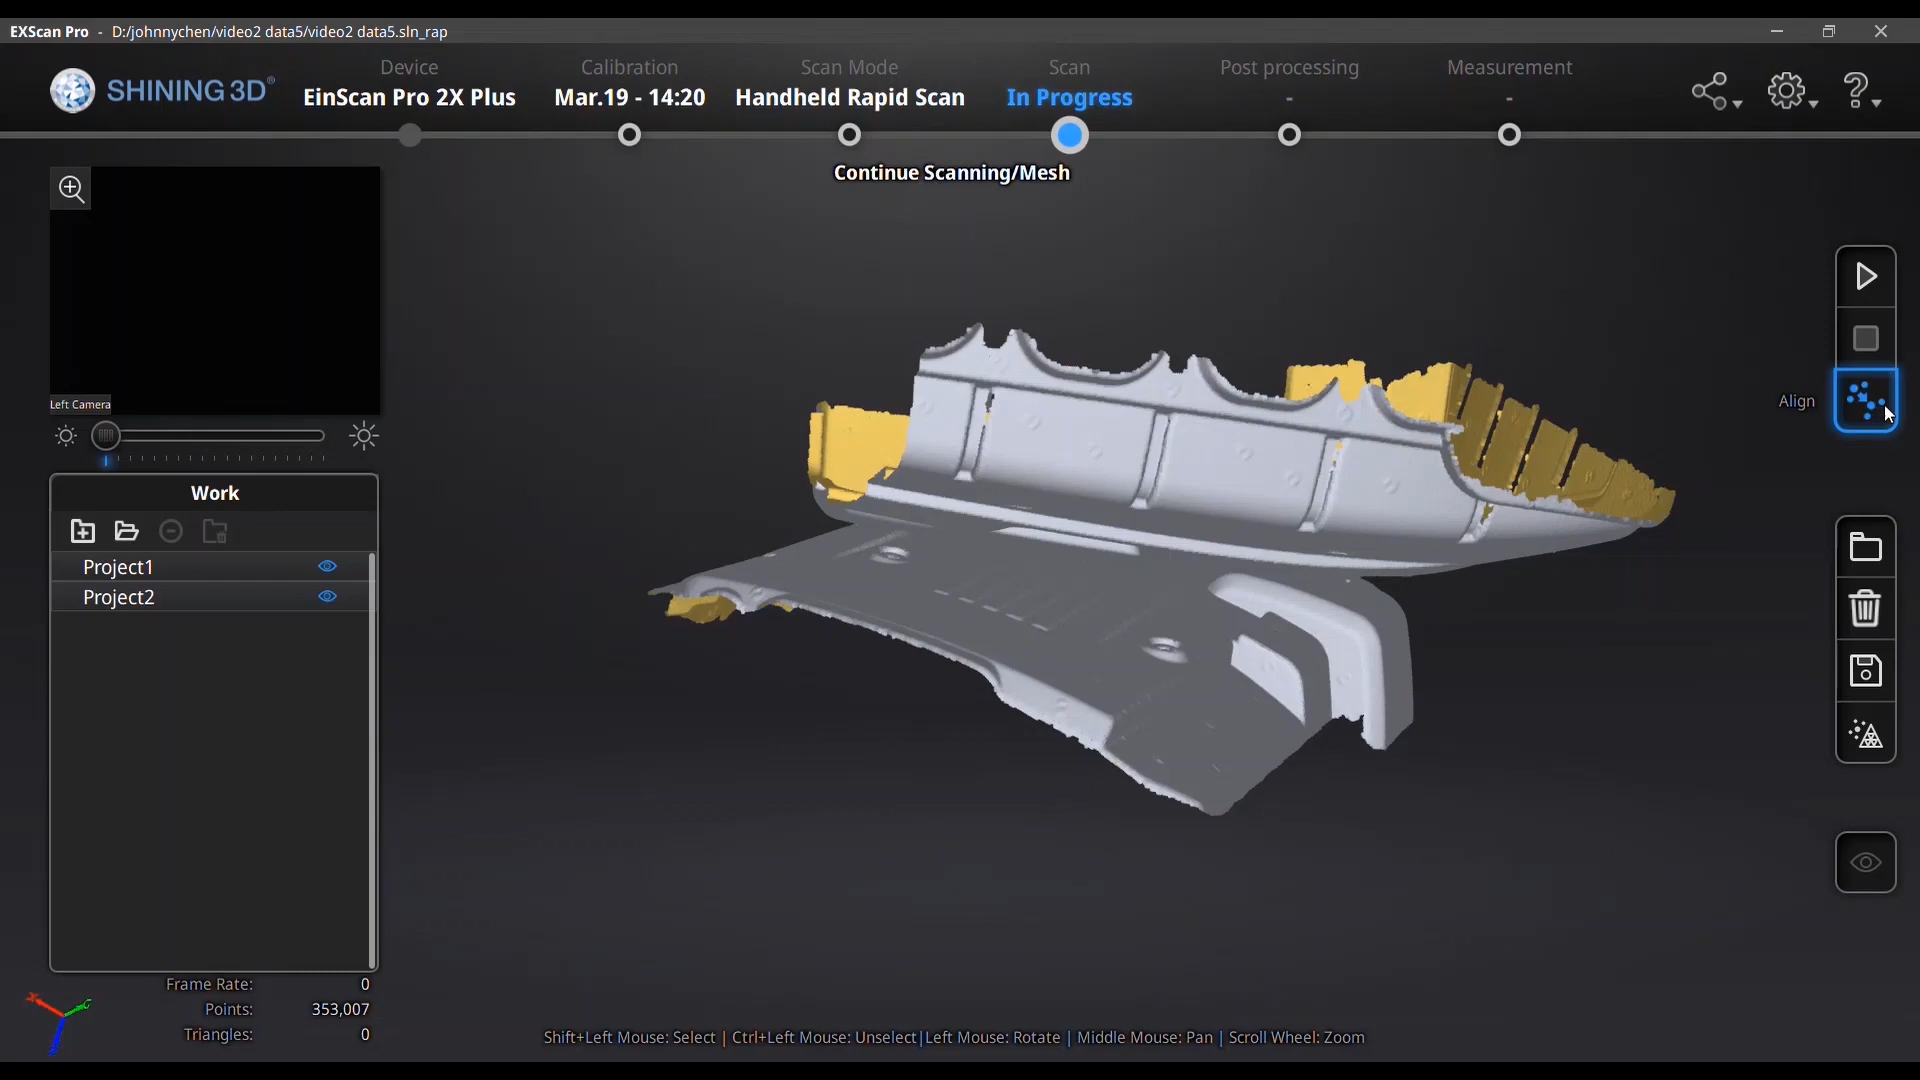 EXScan Pro - D:/johnnychen/video2 data5/video2 data5.sln_rap
SHINING 3D®
Device
EinScan Pro 2X Plus
Calibration
Mar.19 - 14:20
Scan Mode
Handheld Rapid Scan
Scan
In Progress
Post processing
-
Measurement
-
Continue Scanning/Mesh
Left Camera
Align
Work
Project1
Project2
Frame Rate: 0
Points: 353,007
Triangles: 0
Shift+Left Mouse: Select | Ctrl+Left Mouse: Unselect|Left Mouse: Rotate | Middle Mouse: Pan | Scroll Wheel: Zoom